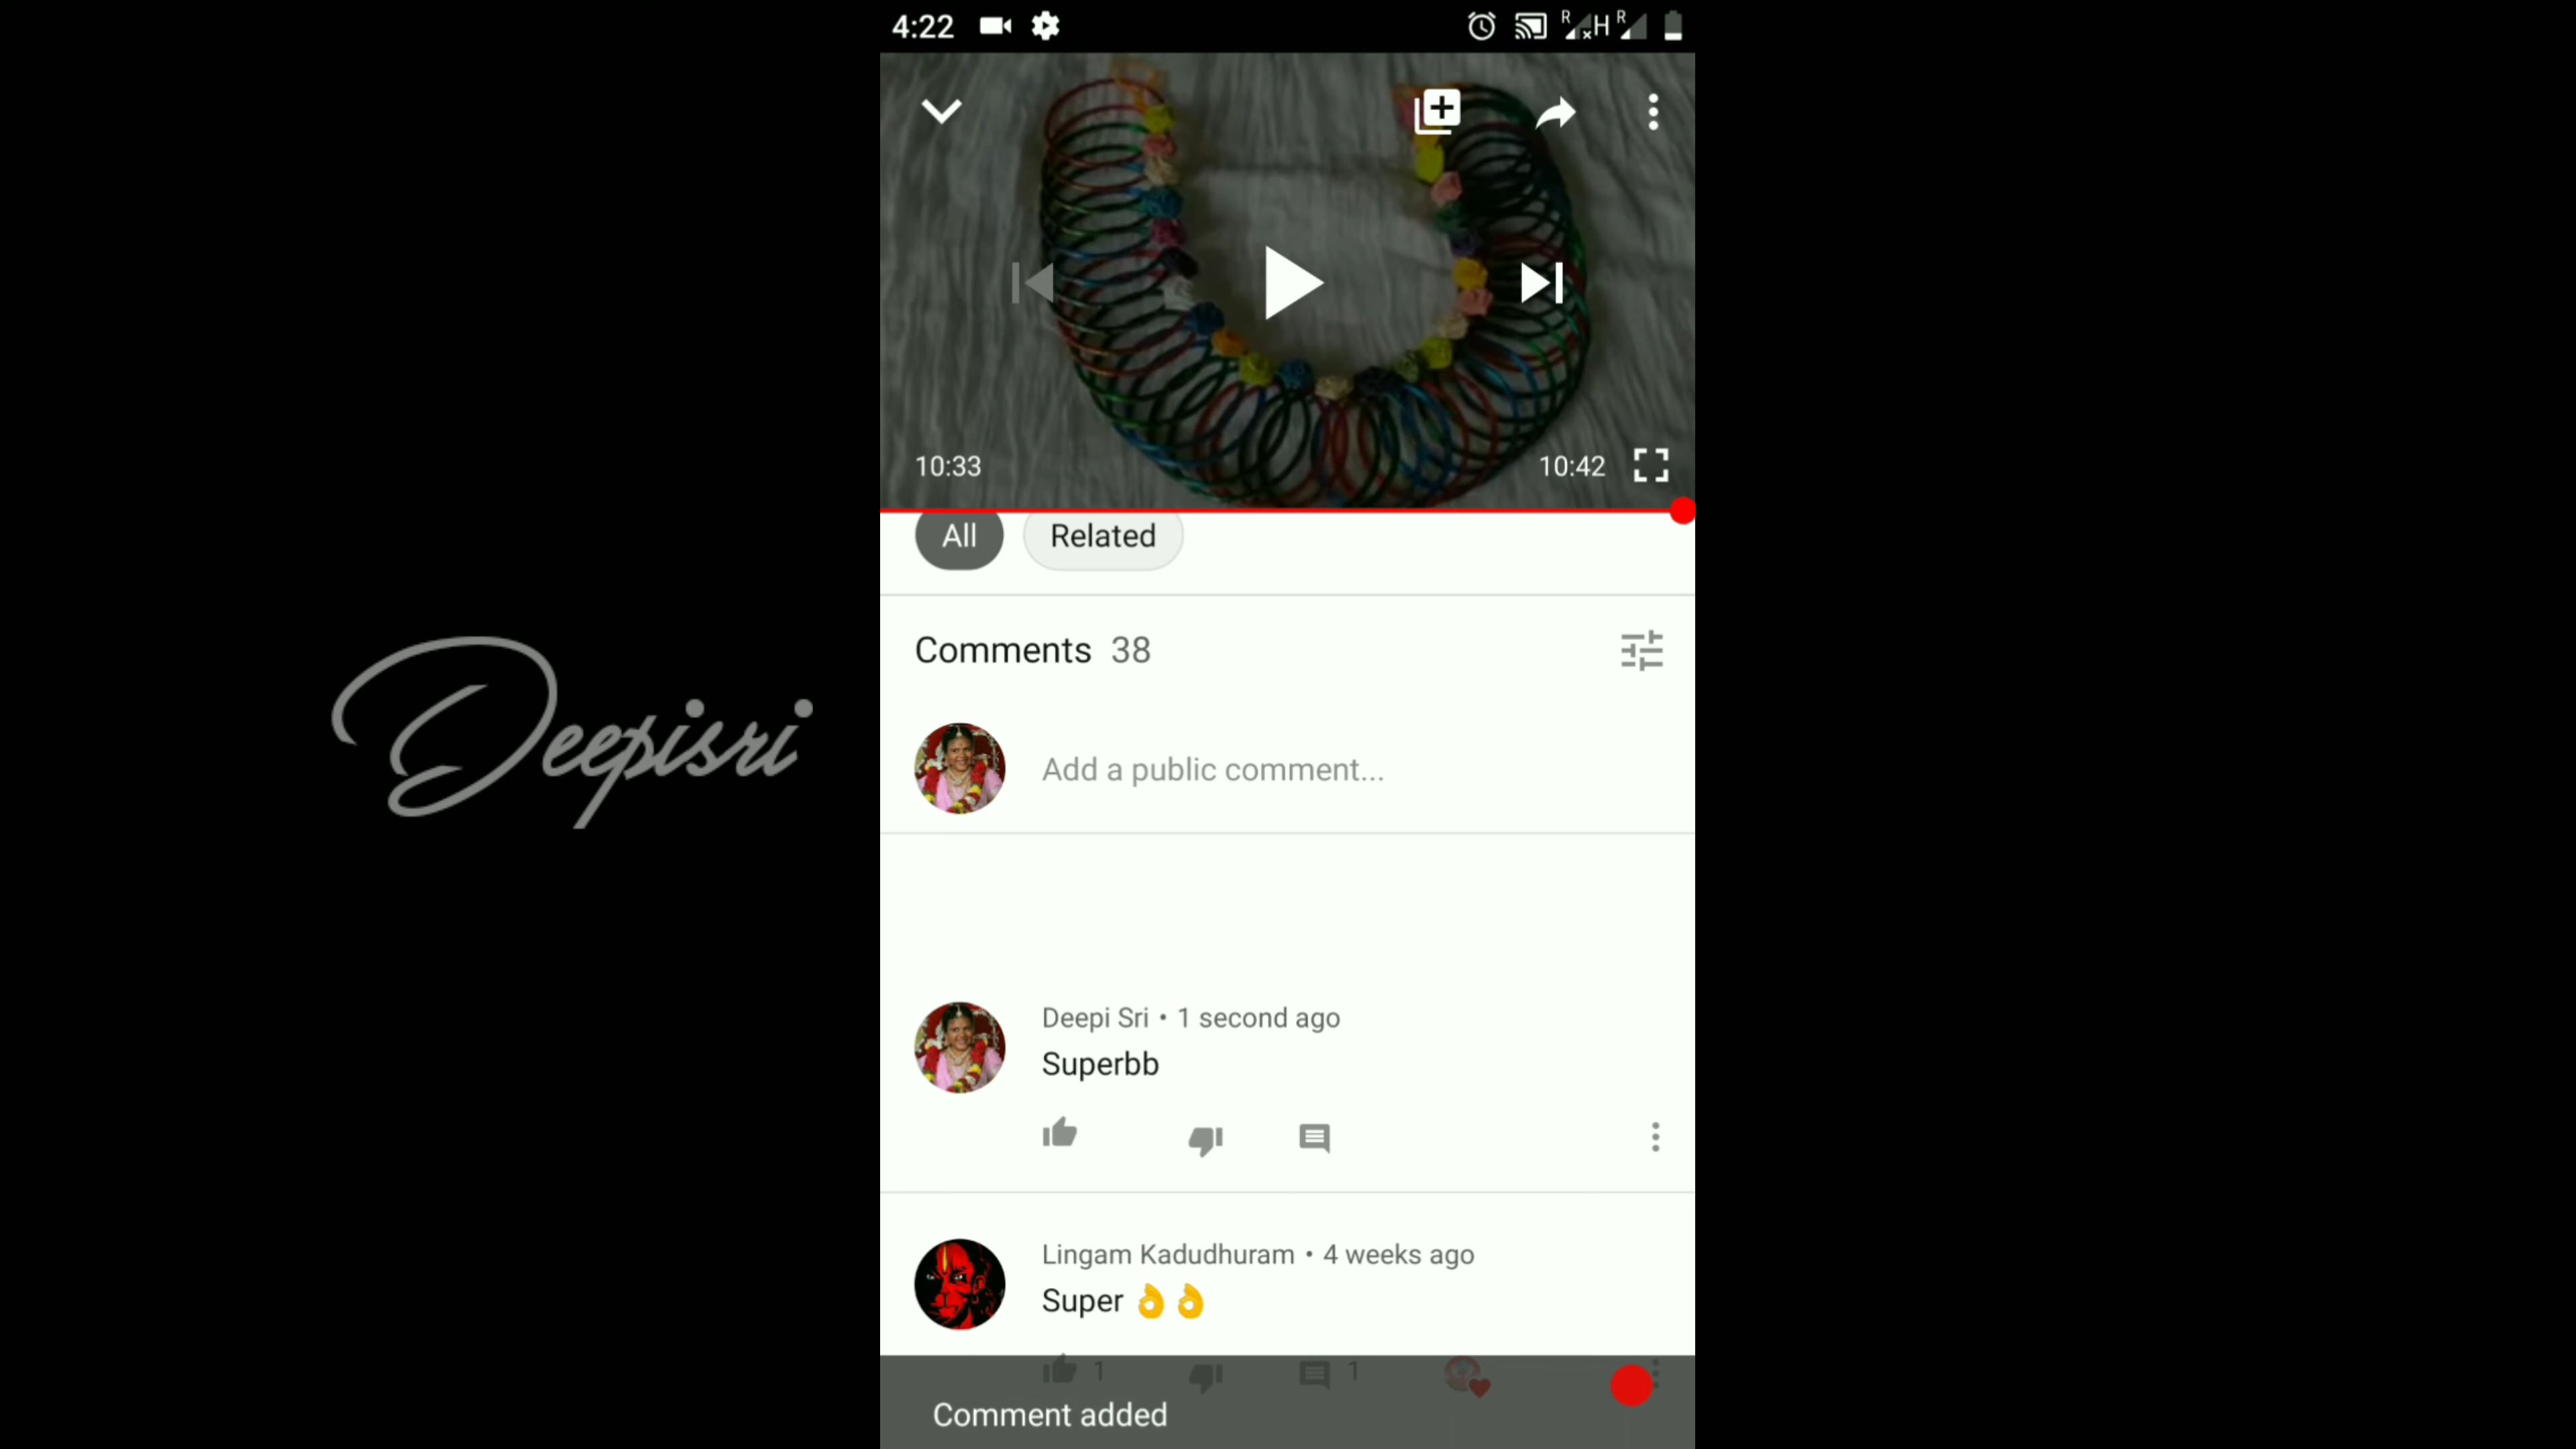 4:22
R H R
10:33
10:42
All
Related
Comments 38
Add a public comment...
Deepisri
Deepi Sri • 1 second ago
Superbb
Lingam Kadudhuram • 4 weeks ago
Super 👌👌
1
1
Comment added